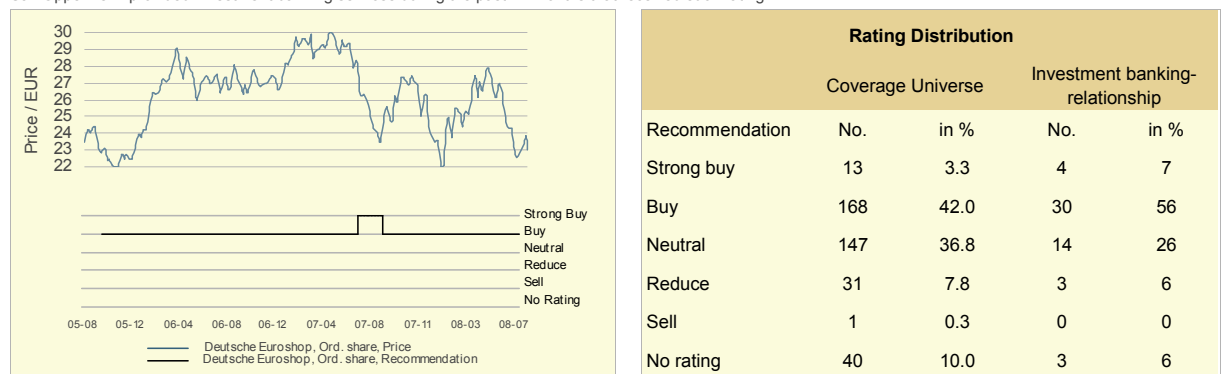 30
29
28
27
26
25
24
23
22
Price / EUR
Strong Buy
Buy
Neutral
Reduce
Sell
No Rating
05-08 05-12 06-04 06-08 06-12 07-04 07-08 07-11 08-03 08-07
Deutsche Euroshop, Ord. share, Price
Deutsche Euroshop, Ord. share, Recommendation
Rating Distribution
Coverage Universe Investment banking-
relationship
Recommendation No. in % No. in %
Strong buy 13 3.3 4 7
Buy 168 42.0 30 56
Neutral 147 36.8 14 26
Reduce 31 7.8 3 6
Sell 1 0.3 0 0
No rating 40 10.0 3 6